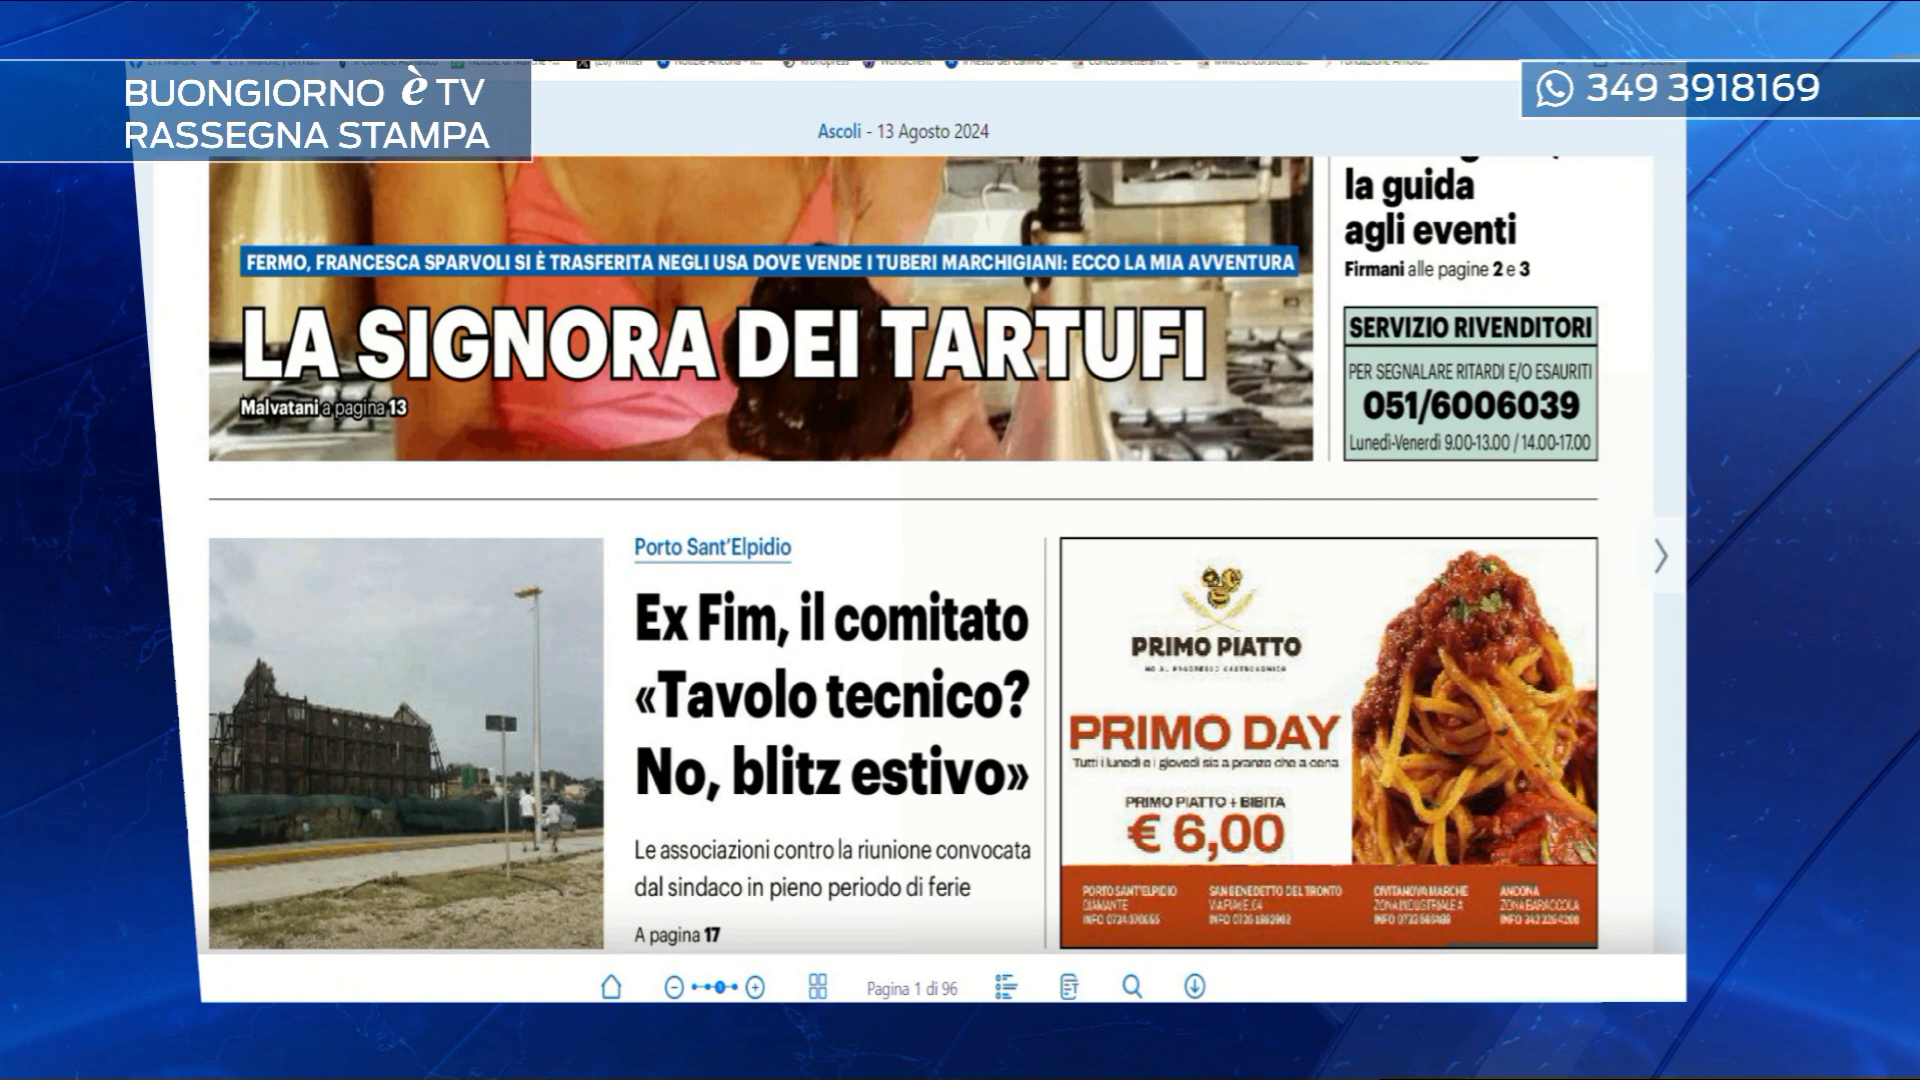 BUONGIORNO è TV
RASSEGNA STAMPA
349 3918169
Ascoli - 13 Agosto 2024
la guida
agli eventi
Firmani alle pagine 2 e 3
FERMO, FRANCESCA SPARVOLI SI È TRASFERITA NEGLI USA DOVE VENDE I TUBERI MARCHIGIANI: ECCO LA MIA AVVENTURA
LA SIGNORA DEI TARTUFI
Malvatani a pagina 13
SERVIZIO RIVENDITORI
PER SEGNALARE RITARDI E/O ESAURITI
051/6006039
Lunedì-Venerdì 9.00-13.00 / 14.00-17.00
Porto Sant'Elpidio
Ex Fim, il comitato
«Tavolo tecnico?
No, blitz estivo»
Le associazioni contro la riunione convocata
dal sindaco in pieno periodo di ferie
A pagina 17
PRIMO PIATTO
PRIMO DAY
Tutti i lunedì e i giovedì sia a pranzo che a cena
PRIMO PIATTO + BIBITA
€ 6,00
PORTO SANT'ELPIDIO
DIAMANTE
SAN BENEDETTO DEL TRONTO
CIVITANOVA MARCHE
ZONA INDUSTRIALE A
ANCONA
ZONA BARACCOLA
Pagina 1 di 96